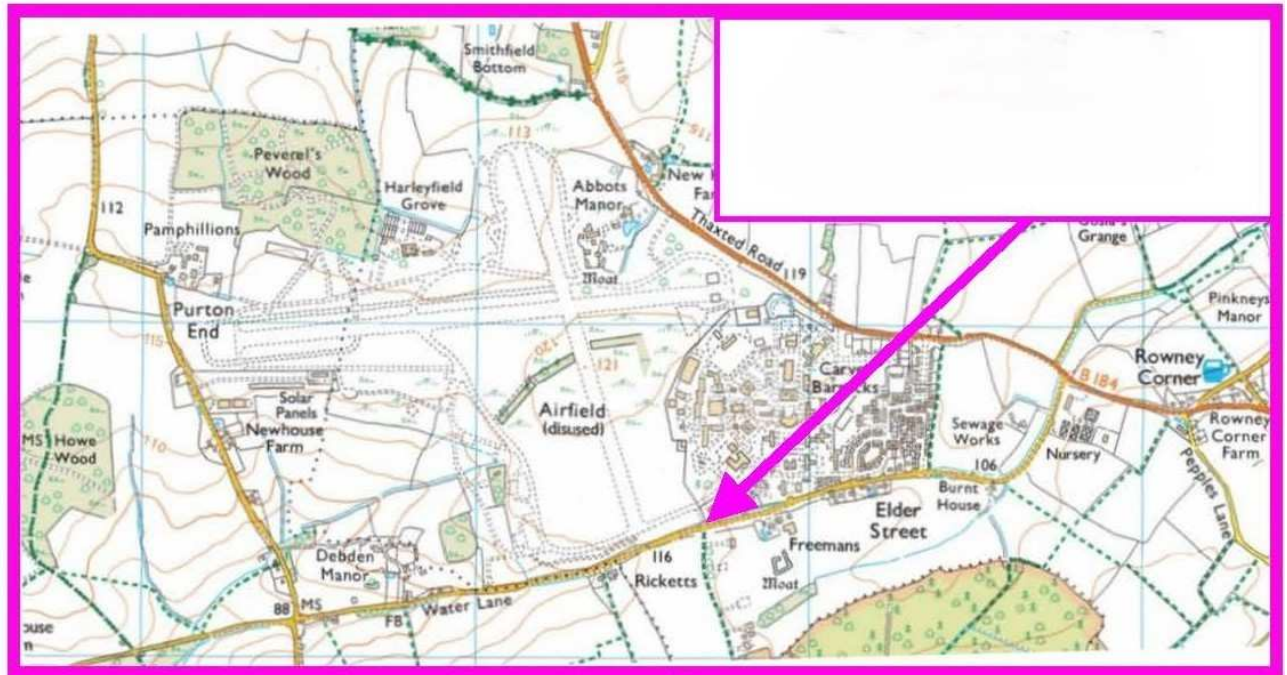 Smithfield
Bottom
118
113
115
Peverel's
Wood
Harleyfield
Grove
Abbots
Manor
New
112
Pamphillions
Moat
Thaxted Road
119
Grange
Pinkneys
Manor
Purton
End
115
120
121
Rowney
Corner
B 184
Carver
Barracks
Solar
Panels
Newhouse
Farm
Airfield
(disused)
MS
Howe
Wood
110
Sewage
Works
Nursery
Rowney
Corner
Farm
106
Burnt
House
Elder
Street
Pepples Lane
Debden
Manor
116
Ricketts
Freemans
Moat
88
MS
FB
Water Lane